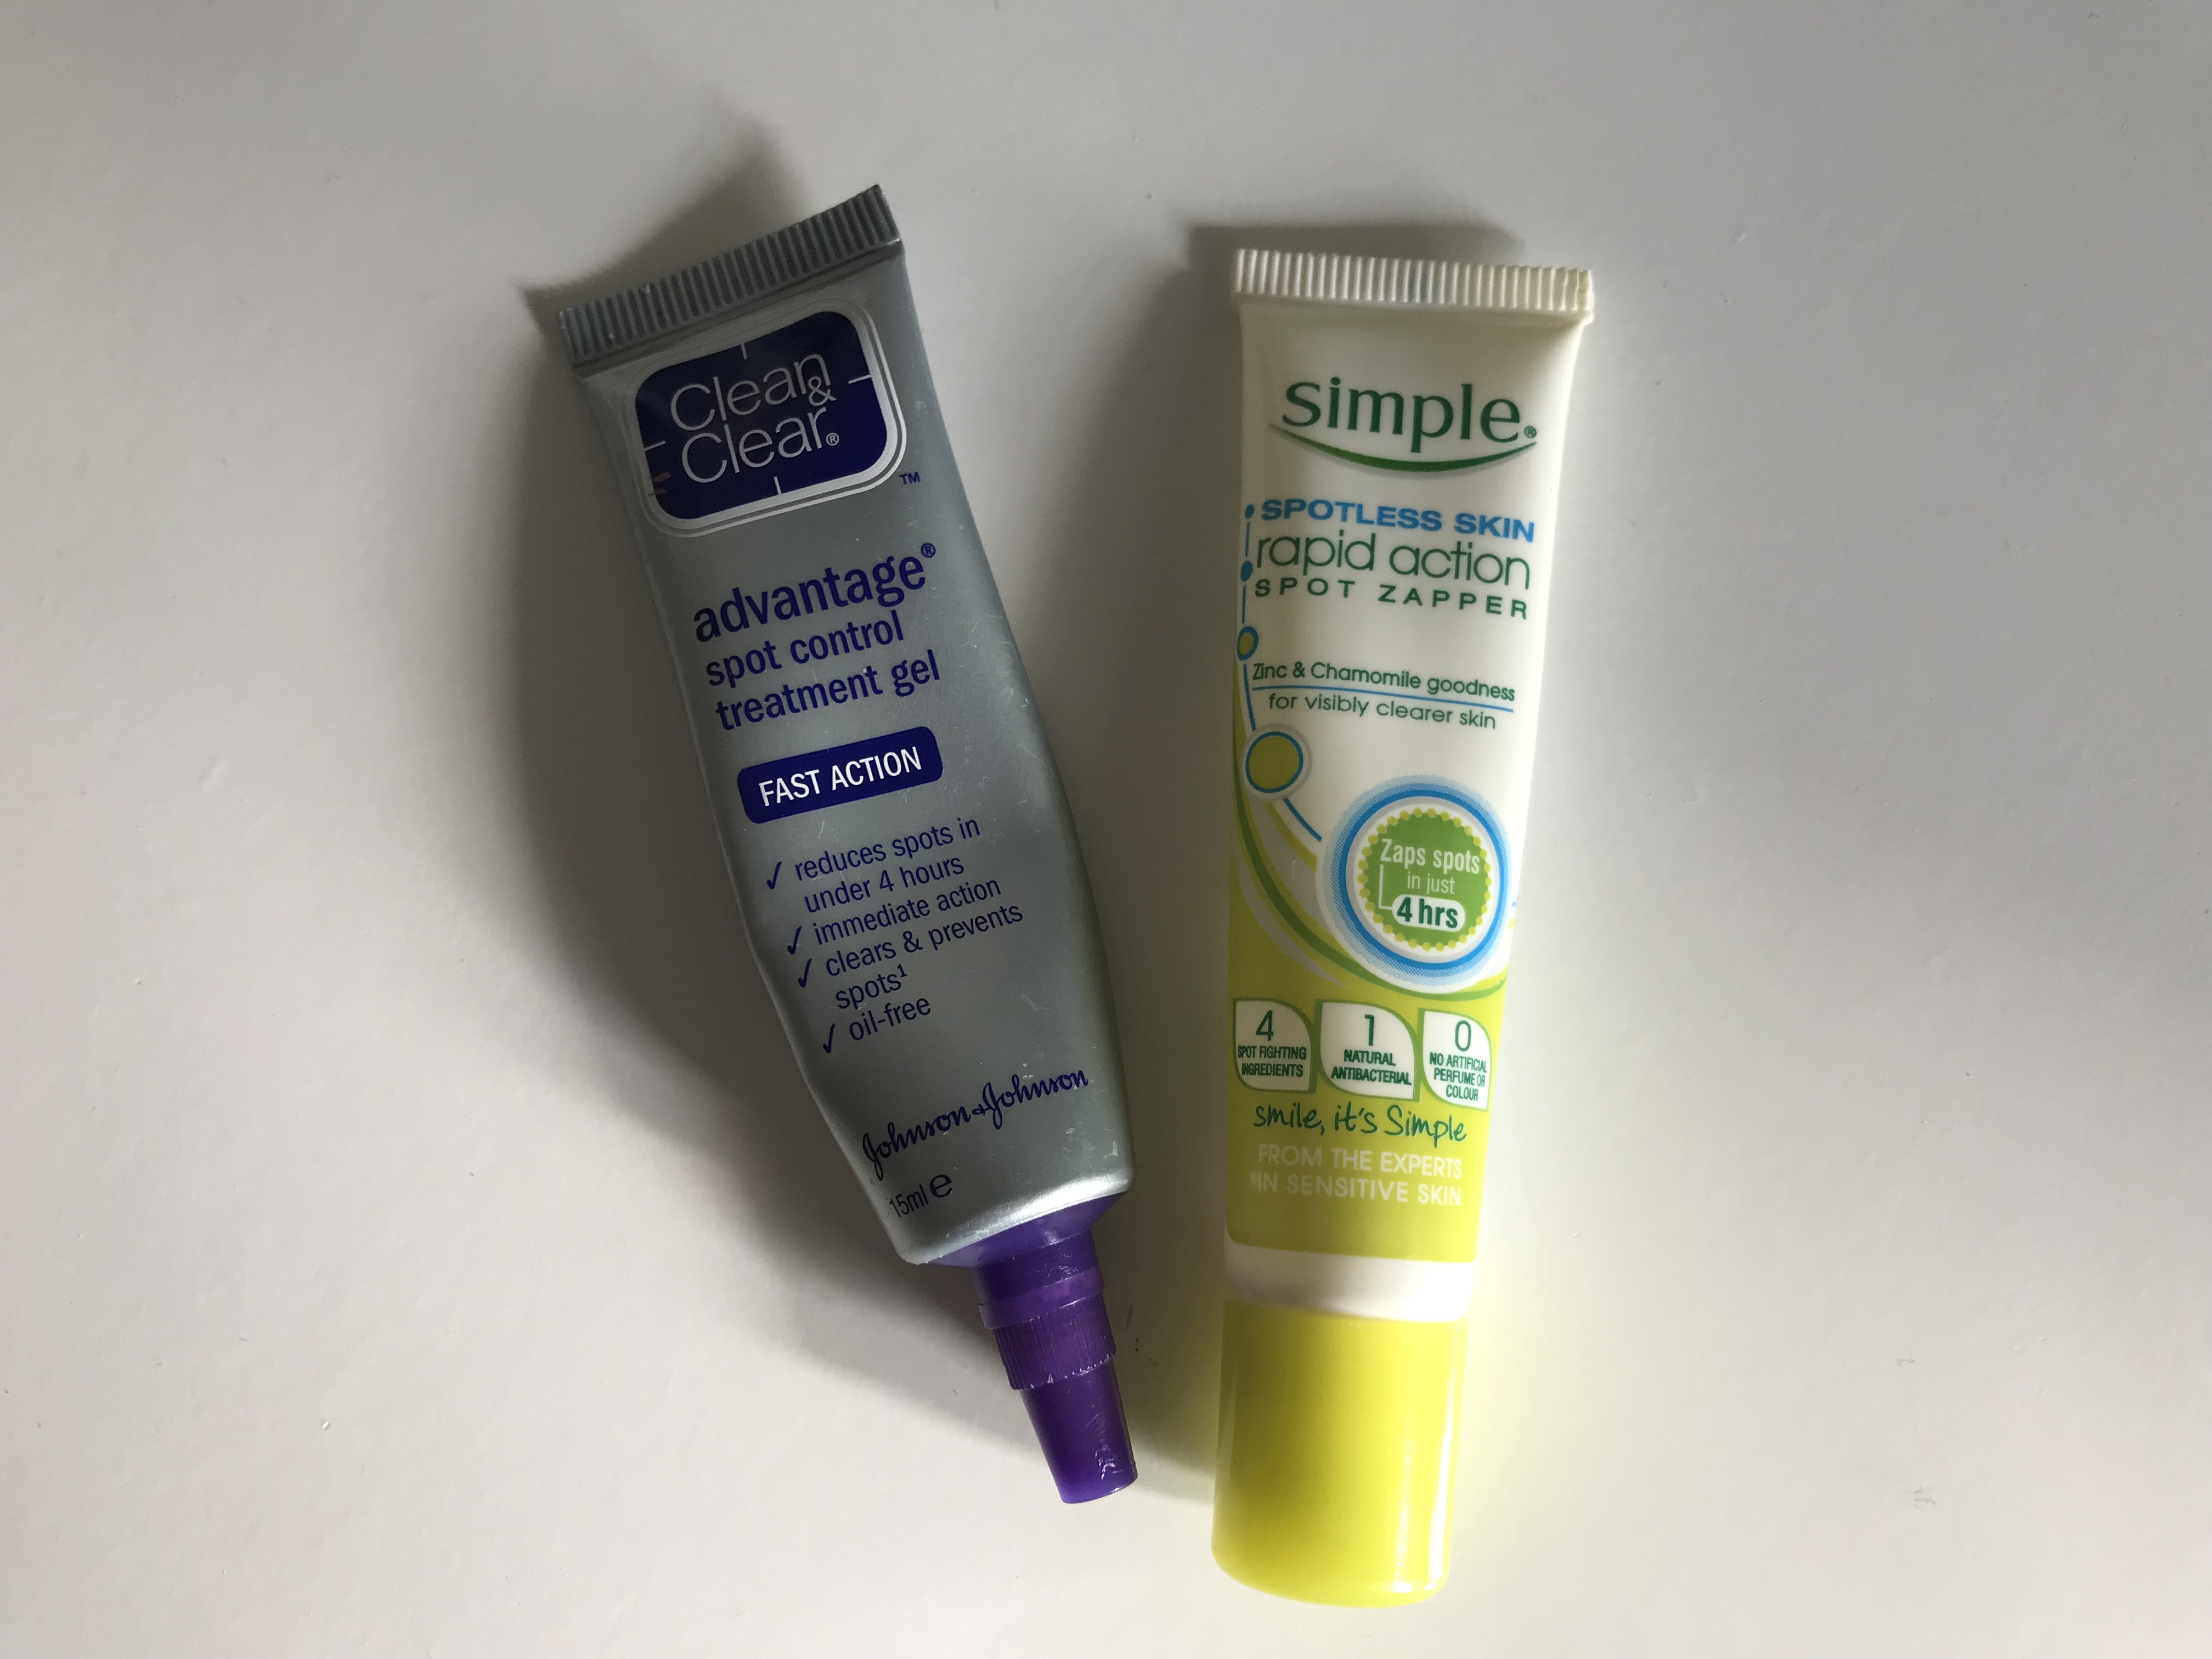 Clean &
Clear®
™
advantage®
spot control
treatment gel
FAST ACTION
✓ reduces spots in
under 4 hours
✓ immediate action
✓ clears & prevents
spots¹
✓ oil-free
Johnson+Johnson
15ml e
Simple®
SPOTLESS SKIN
rapid action
SPOT ZAPPER
Zinc & Chamomile goodness
for visibly clearer skin
Zaps spots
in just
4hrs
4
SPOT FIGHTING
INGREDIENTS
1
NATURAL
ANTIBACTERIAL
0
NO ARTIFICIAL
PERFUME OR
COLOUR
smile, it's Simple
FROM THE EXPERTS
IN SENSITIVE SKIN